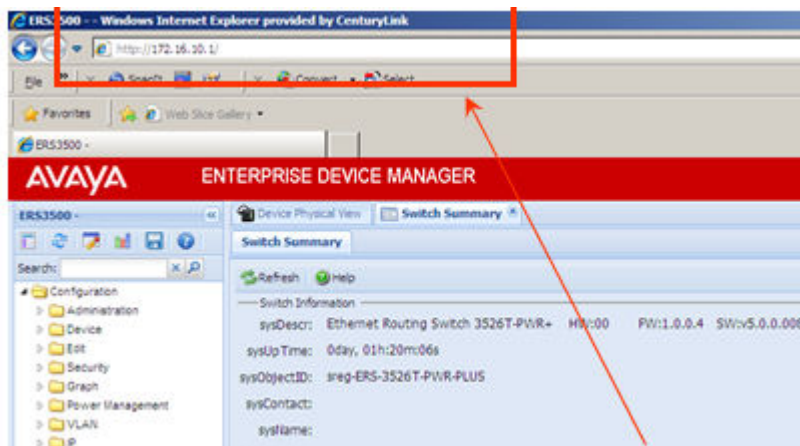 ERS3500 - - Windows Internet Explorer provided by CenturyLink
http://172.16.10.1/
File Convert Select
Favorites Web Slice Gallery
ERS3500 -
AVAYA ENTERPRISE DEVICE MANAGER
ERS3500 - Device Physical View Switch Summary
Switch Summary
Search:
Refresh Help
Configuration
Switch Information
Administration
sysDescr: Ethernet Routing Switch 3526T-PWR+ HW:00 FW:1.0.0.4
Device
Edit
sysUpTime: 0day, 01h:20m:06s
Security
sysObjectID: sreg-ERS-3526T-PWR-PLUS
Graph
Power Management
sysContact:
VLAN
sysName:
IP